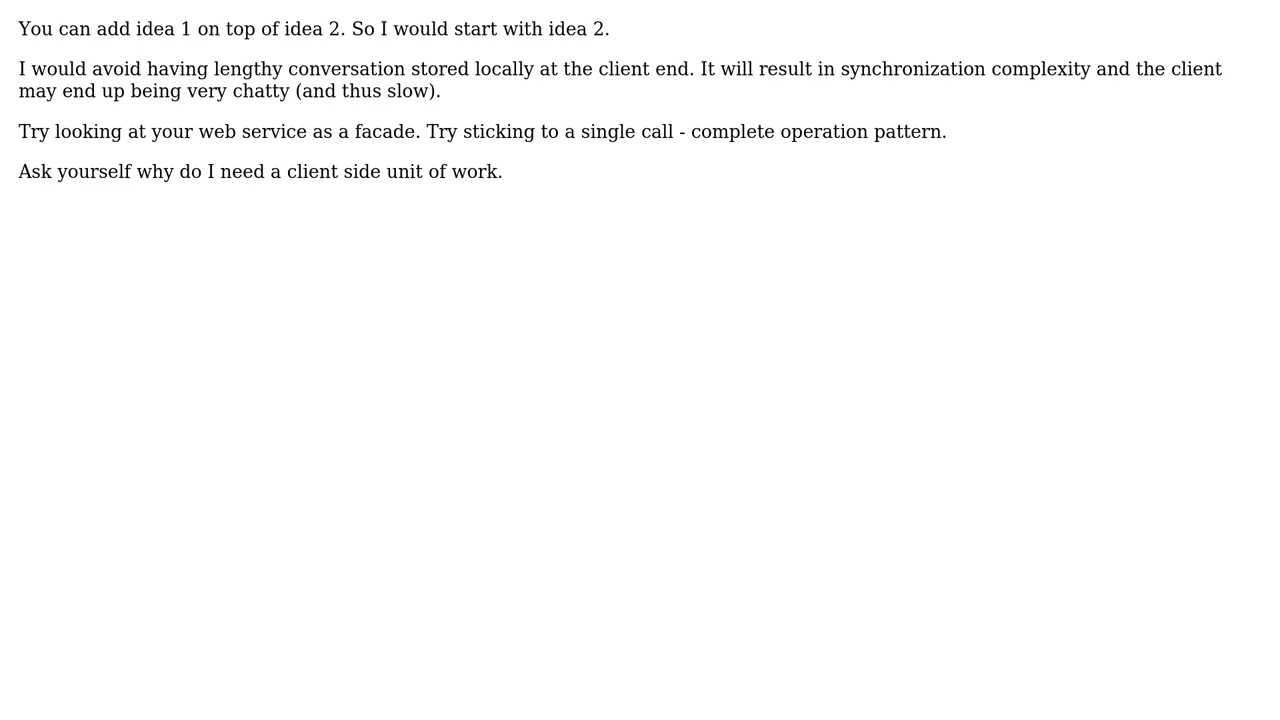 You can add idea 1 on top of idea 2. So I would start with idea 2.
I would avoid having lengthy conversation stored locally at the client end. It will result in synchronization complexity and the client
may end up being very chatty (and thus slow).
Try looking at your web service as a facade. Try sticking to a single call - complete operation pattern.
Ask yourself why do I need a client side unit of work.